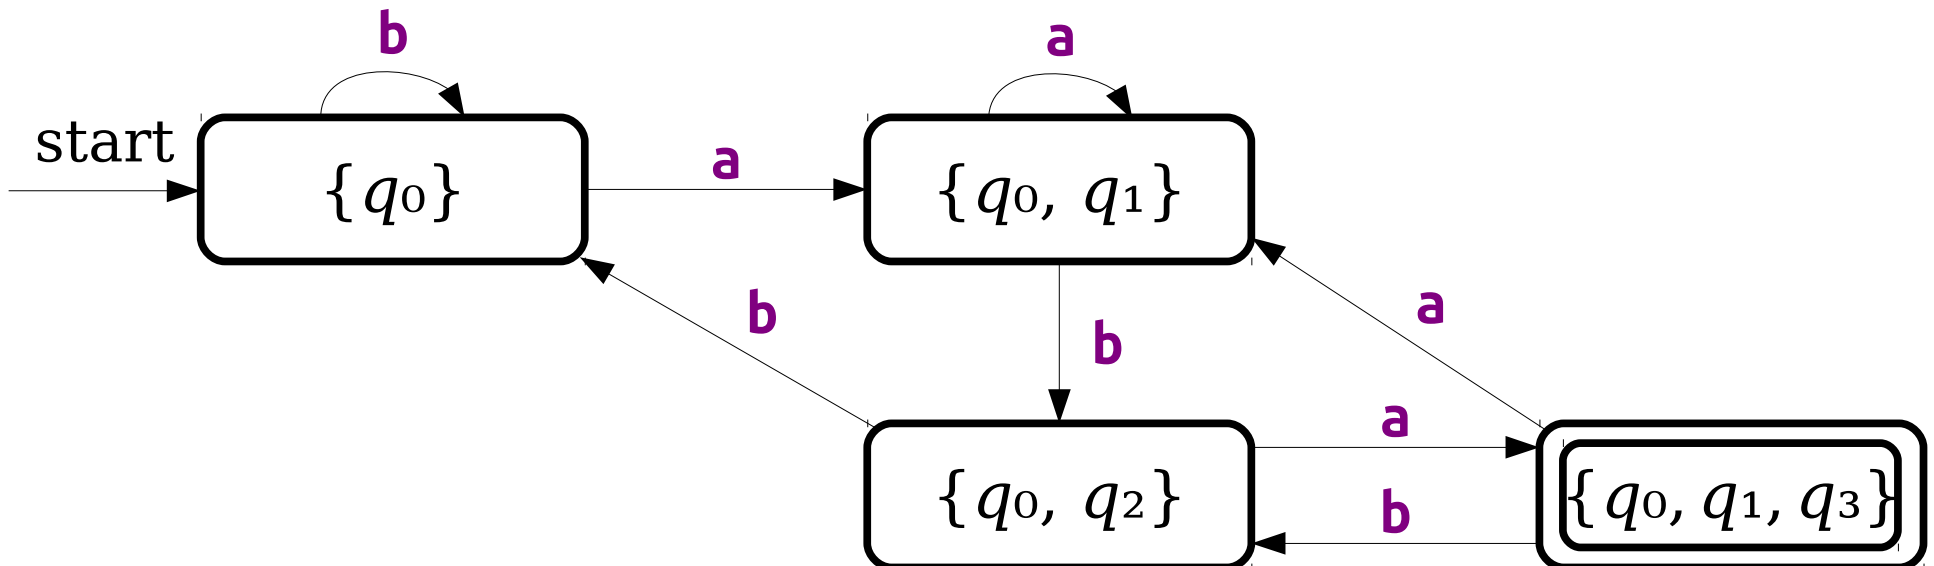 b
a
start
{q₀}
a
{q₀, q₁}
b
b
a
a
{q₀, q₂}
b
{q₀, q₁, q₃}